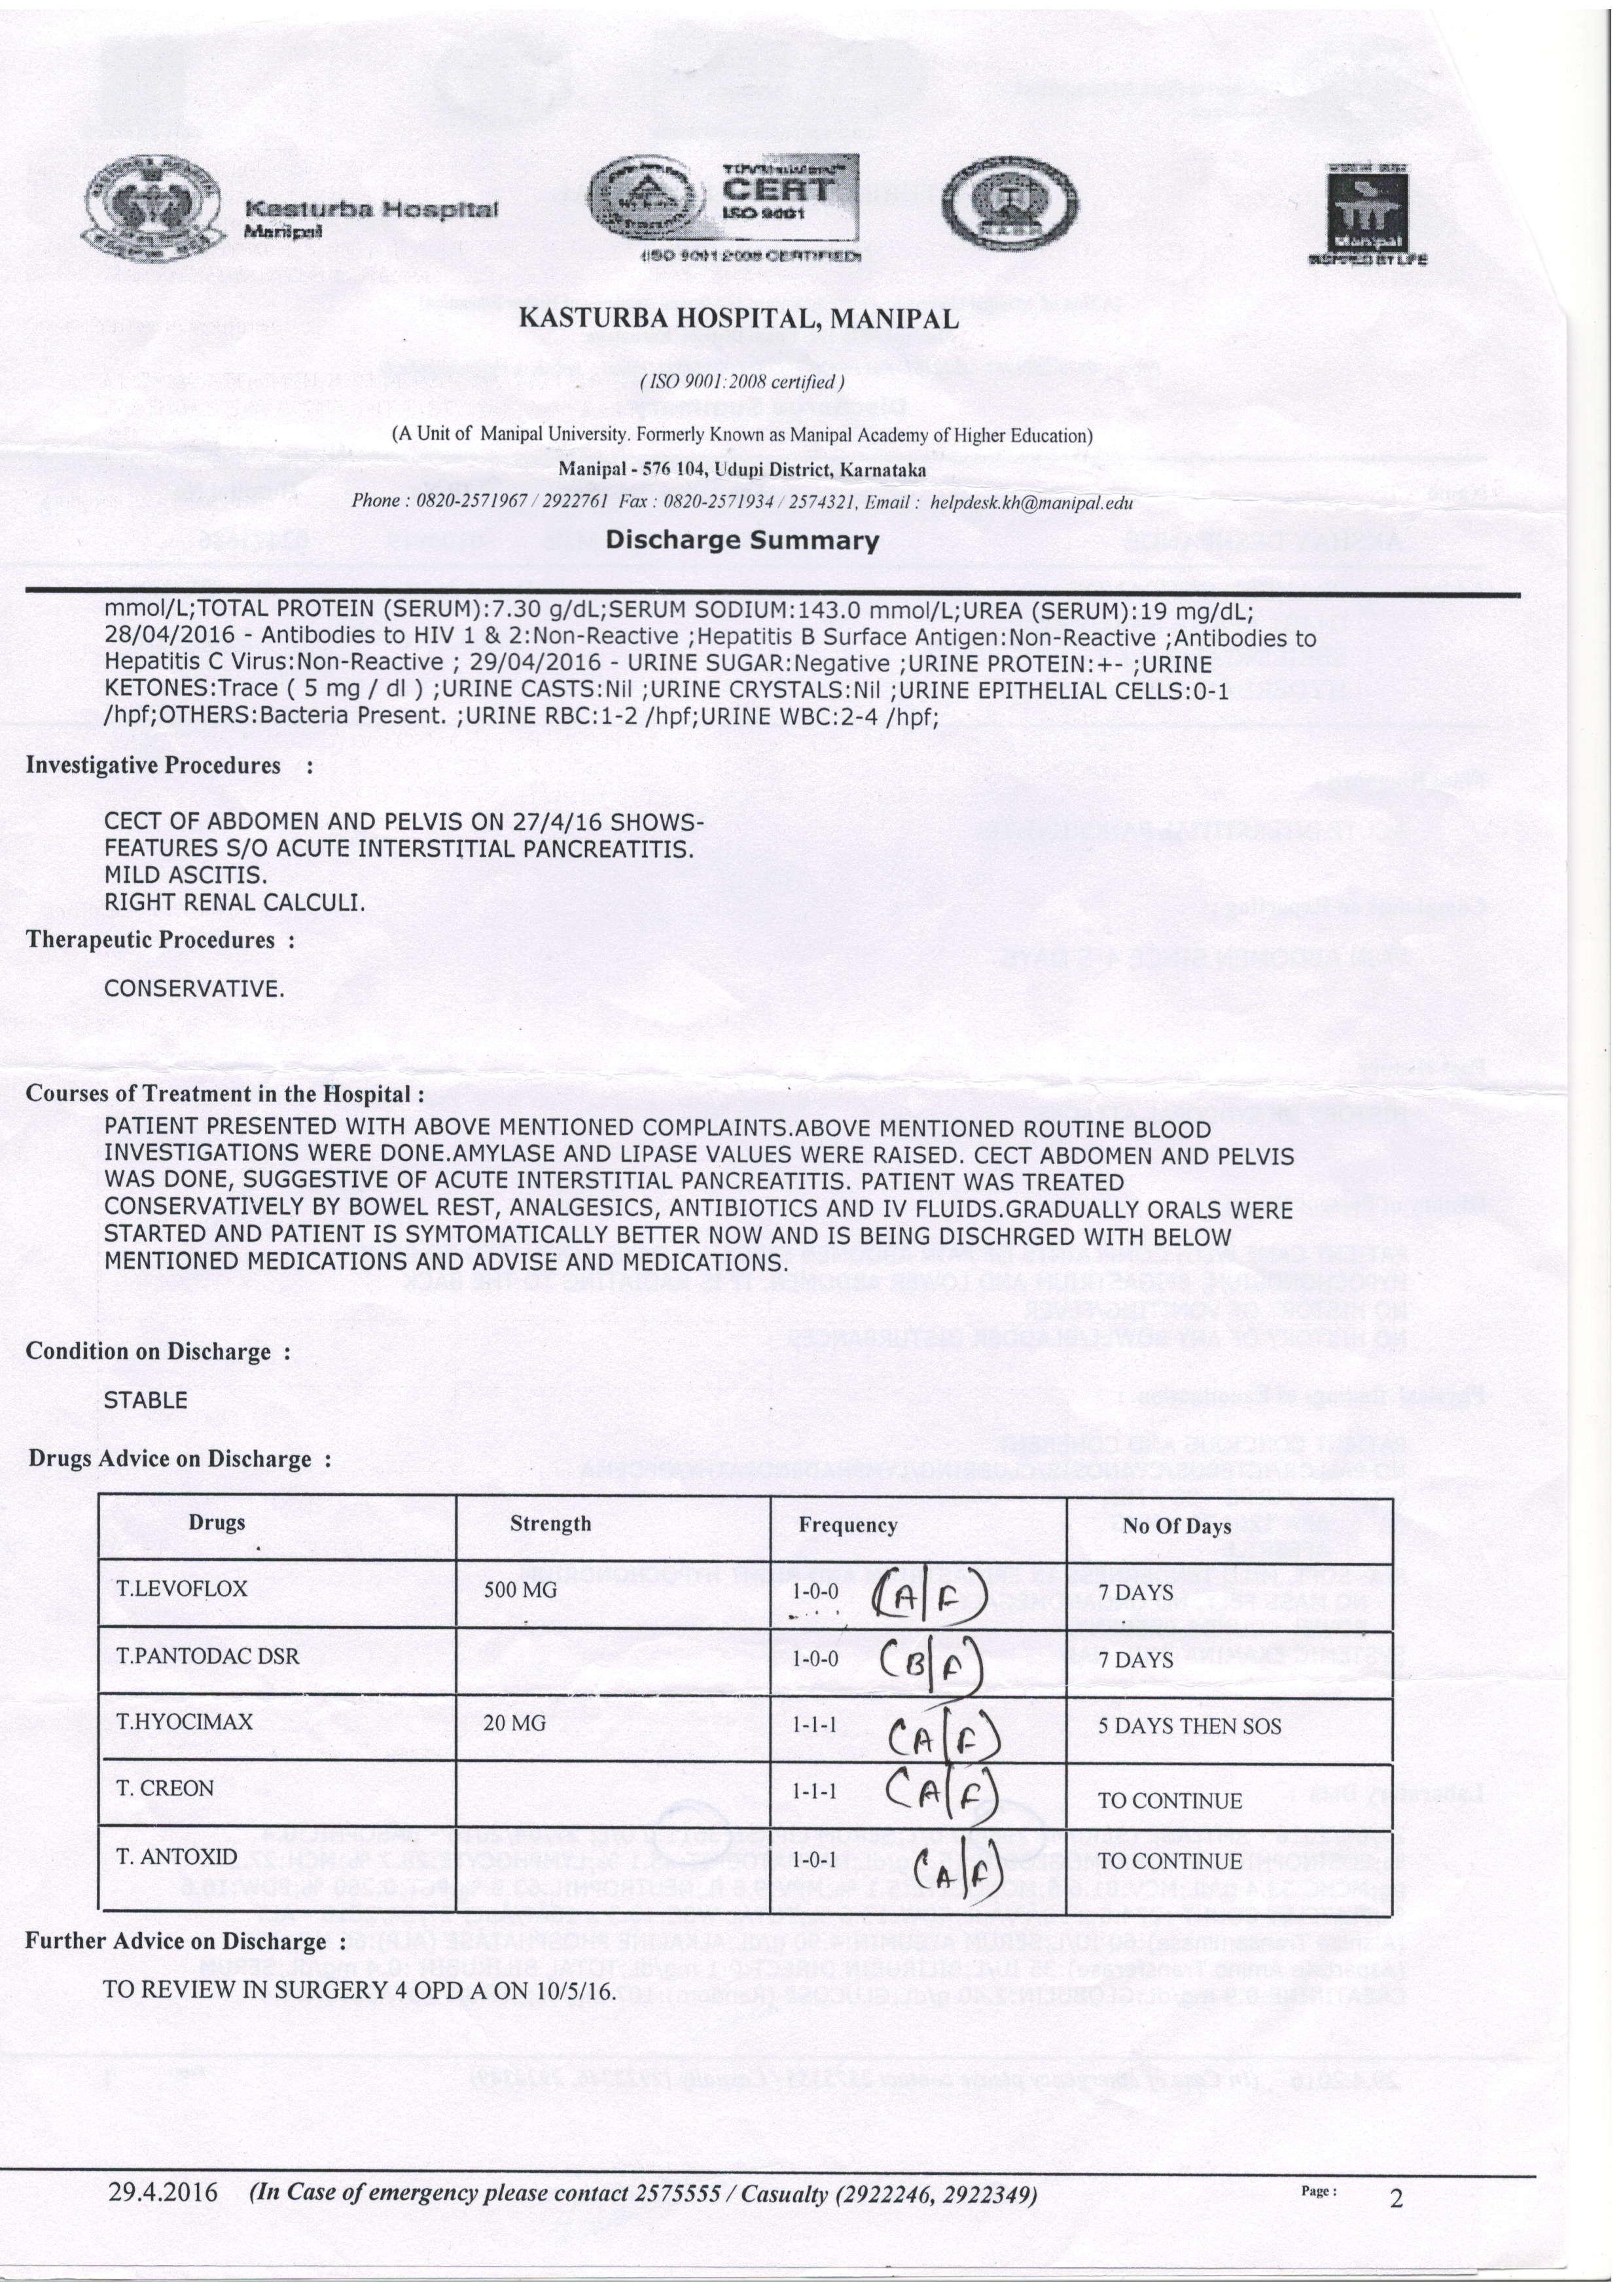 Kasturba Hospital
Manipal
CERT
ISO 9001
(ISO 9001 2008 CERTIFIED)
Manipal
INSPIRED BY LIFE
KASTURBA HOSPITAL, MANIPAL
( ISO 9001:2008 certified )
(A Unit of Manipal University. Formerly Known as Manipal Academy of Higher Education)
Manipal - 576 104, Udupi District, Karnataka
Phone : 0820-2571967 / 2922761 Fax : 0820-2571934 / 2574321, Email : helpdesk.kh@manipal.edu
Discharge Summary
mmol/L;TOTAL PROTEIN (SERUM):7.30 g/dL;SERUM SODIUM:143.0 mmol/L;UREA (SERUM):19 mg/dL;
28/04/2016 - Antibodies to HIV 1 & 2:Non-Reactive ;Hepatitis B Surface Antigen:Non-Reactive ;Antibodies to
Hepatitis C Virus:Non-Reactive ; 29/04/2016 - URINE SUGAR:Negative ;URINE PROTEIN:+- ;URINE
KETONES:Trace ( 5 mg / dl ) ;URINE CASTS:Nil ;URINE CRYSTALS:Nil ;URINE EPITHELIAL CELLS:0-1
/hpf;OTHERS:Bacteria Present. ;URINE RBC:1-2 /hpf;URINE WBC:2-4 /hpf;
Investigative Procedures :
CECT OF ABDOMEN AND PELVIS ON 27/4/16 SHOWS-
FEATURES S/O ACUTE INTERSTITIAL PANCREATITIS.
MILD ASCITIS.
RIGHT RENAL CALCULI.
Therapeutic Procedures :
CONSERVATIVE.
Courses of Treatment in the Hospital :
PATIENT PRESENTED WITH ABOVE MENTIONED COMPLAINTS.ABOVE MENTIONED ROUTINE BLOOD
INVESTIGATIONS WERE DONE.AMYLASE AND LIPASE VALUES WERE RAISED. CECT ABDOMEN AND PELVIS
WAS DONE, SUGGESTIVE OF ACUTE INTERSTITIAL PANCREATITIS. PATIENT WAS TREATED
CONSERVATIVELY BY BOWEL REST, ANALGESICS, ANTIBIOTICS AND IV FLUIDS.GRADUALLY ORALS WERE
STARTED AND PATIENT IS SYMTOMATICALLY BETTER NOW AND IS BEING DISCHRGED WITH BELOW
MENTIONED MEDICATIONS AND ADVISE AND MEDICATIONS.
Condition on Discharge :
STABLE
Drugs Advice on Discharge :
Drugs Strength Frequency No Of Days
T.LEVOFLOX 500 MG 1-0-0 (A|F) 7 DAYS
T.PANTODAC DSR 1-0-0 (B|F) 7 DAYS
T.HYOCIMAX 20 MG 1-1-1 (A|F) 5 DAYS THEN SOS
T. CREON 1-1-1 (A|F) TO CONTINUE
T. ANTOXID 1-0-1 (A|F) TO CONTINUE
Further Advice on Discharge :
TO REVIEW IN SURGERY 4 OPD A ON 10/5/16.
29.4.2016 (In Case of emergency please contact 2575555 / Casualty (2922246, 2922349) Page : 2